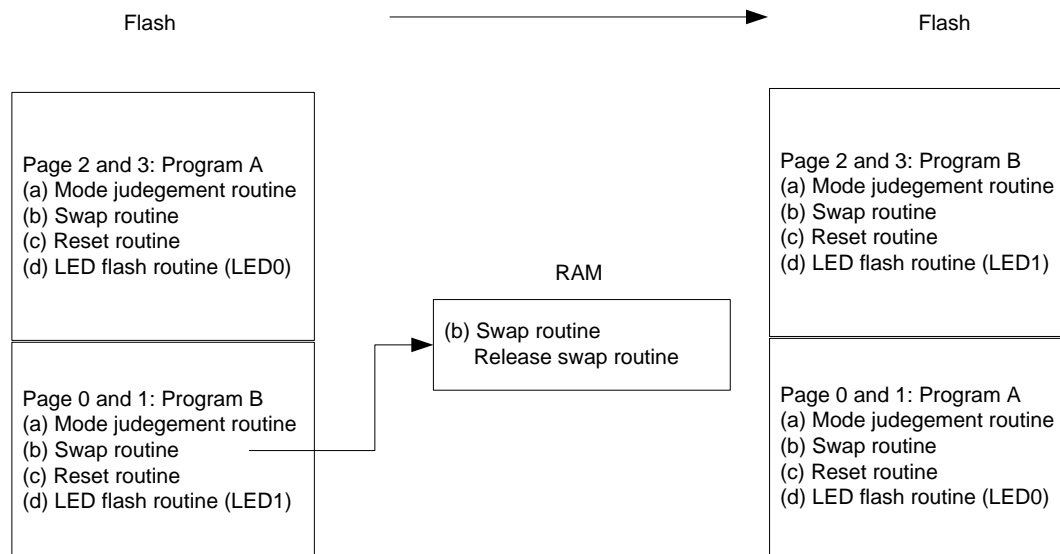 Flash
Flash
Page 2 and 3: Program A
(a) Mode judegement routine
(b) Swap routine
(c) Reset routine
(d) LED flash routine (LED0)
Page 0 and 1: Program B
(a) Mode judegement routine
(b) Swap routine
(c) Reset routine
(d) LED flash routine (LED1)
RAM
(b) Swap routine
Release swap routine
Page 2 and 3: Program B
(a) Mode judegement routine
(b) Swap routine
(c) Reset routine
(d) LED flash routine (LED1)
Page 0 and 1: Program A
(a) Mode judegement routine
(b) Swap routine
(c) Reset routine
(d) LED flash routine (LED0)